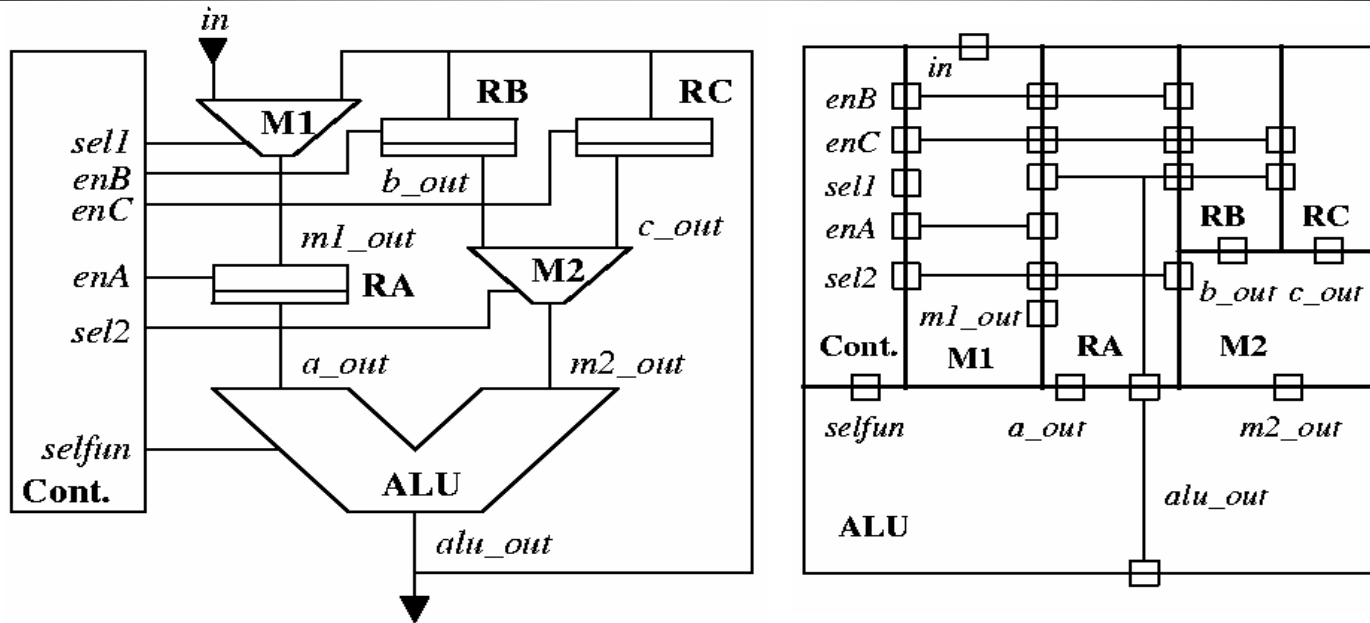 in
RB
RC
M1
sel1
enB
enC
b_out
c_out
m1_out
enA
RA
M2
sel2
a_out
m2_out
selfun
ALU
Cont.
alu_out
in
enB
enC
sel1
RB
RC
enA
sel2
b_out
c_out
m1_out
Cont.
M1
RA
M2
selfun
a_out
m2_out
alu_out
ALU